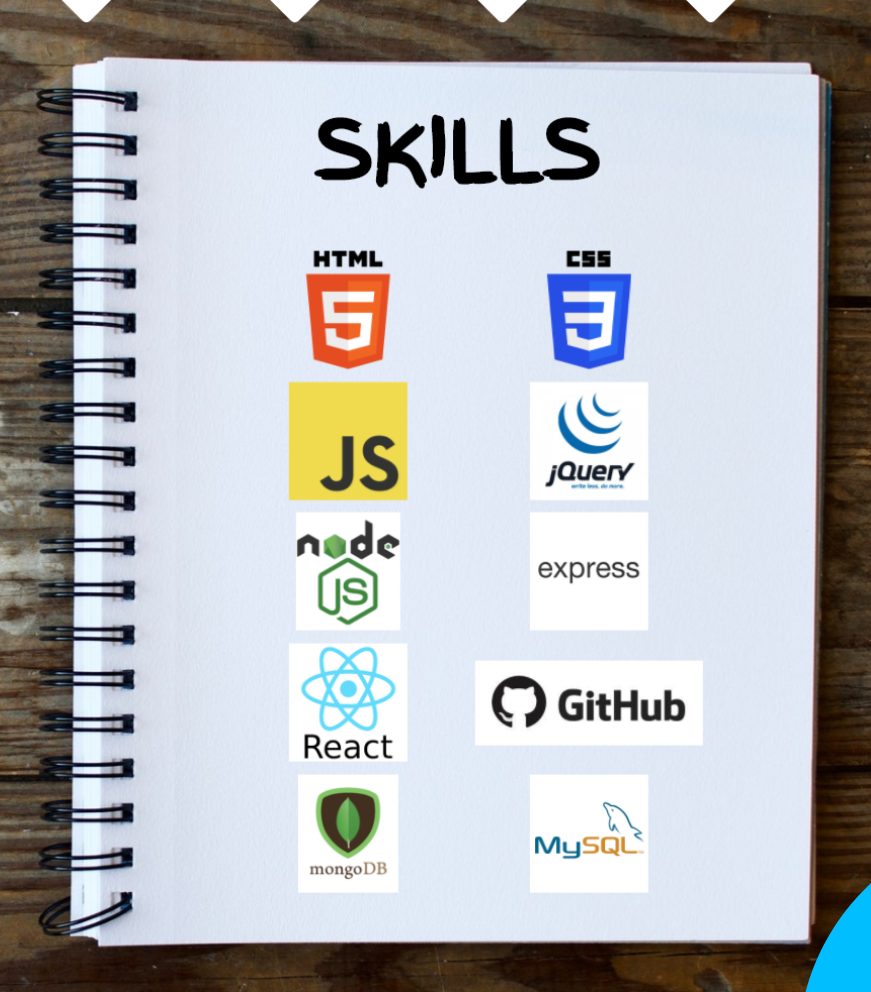 SKILLS
HTML
CSS
5
3
JS
jQuery
write less, do more.
node
JS
express
React
GitHub
mongoDB
MySQL